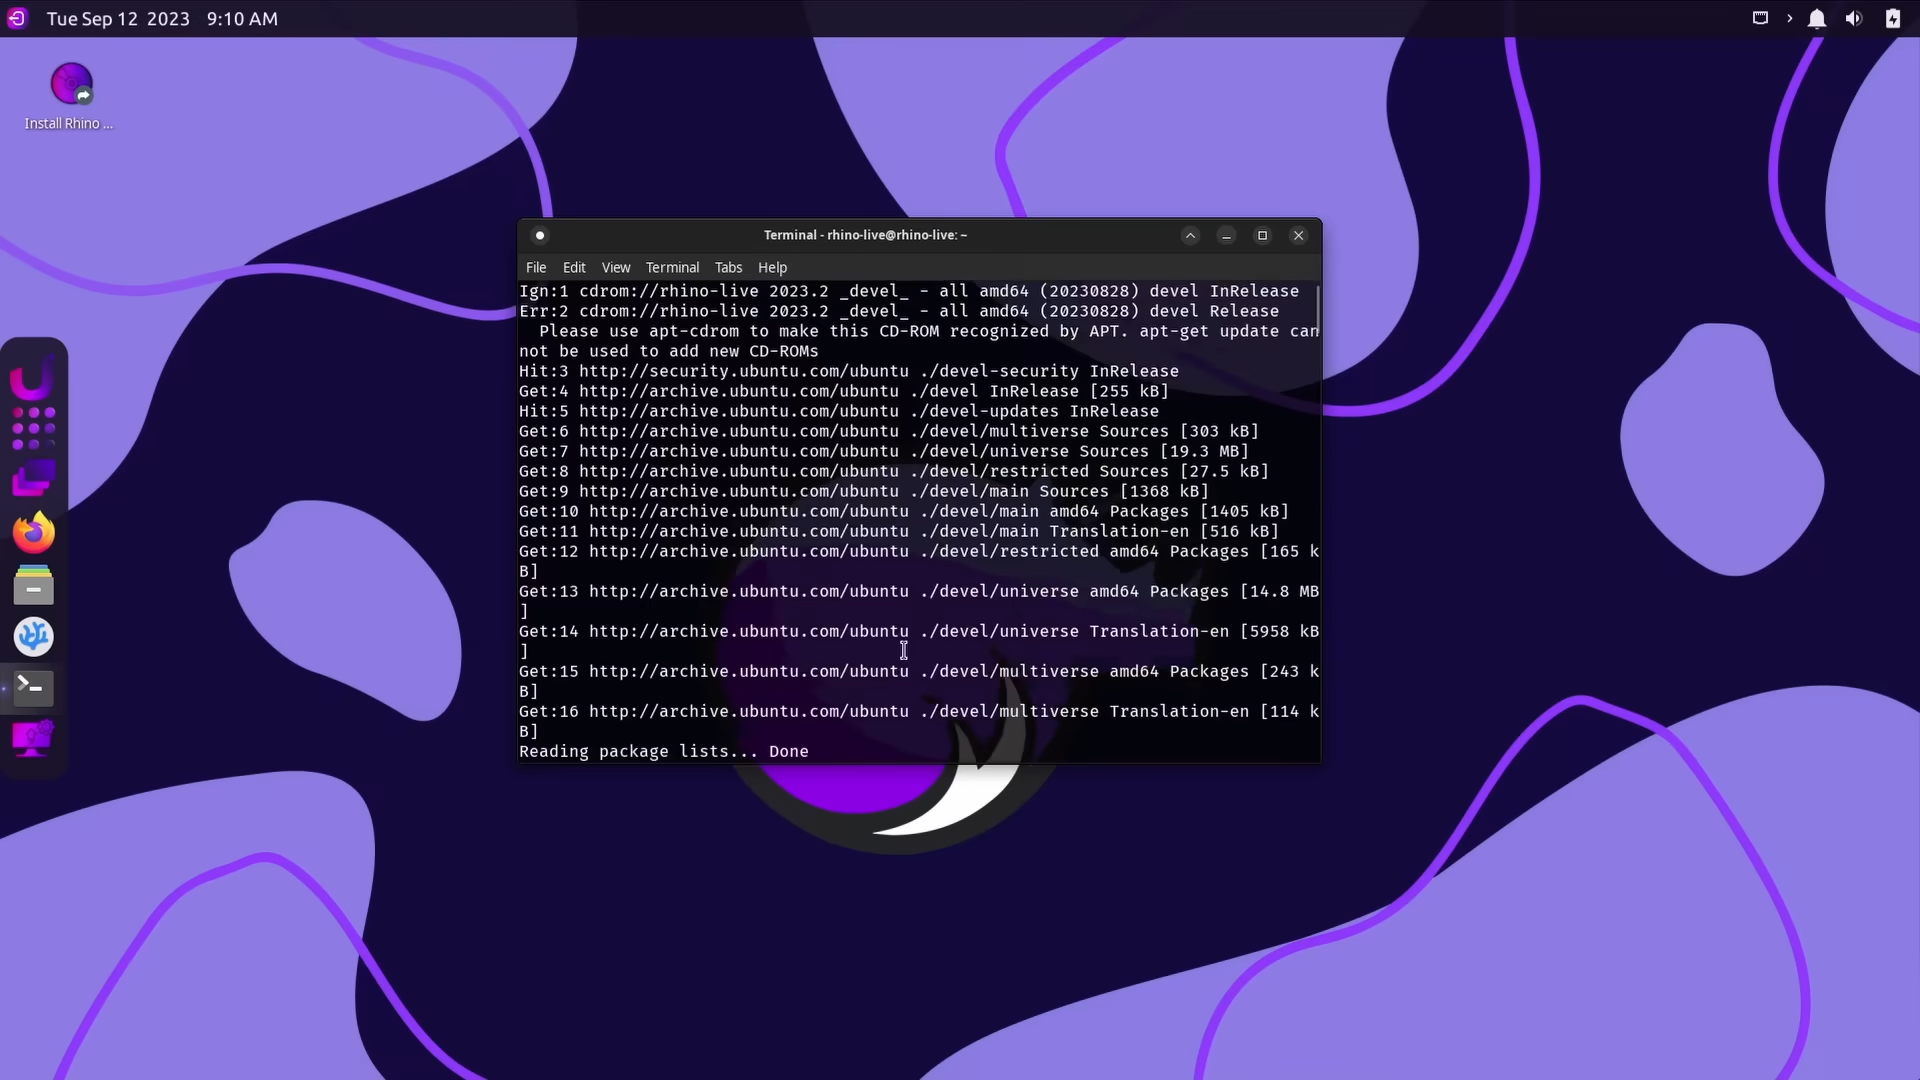 Tue Sep 12 2023 9:10 AM
Install Rhino ...
Terminal - rhino-live@rhino-live: ~
File Edit View Terminal Tabs Help
Ign:1 cdrom://rhino-live 2023.2 _devel_ - all amd64 (20230828) devel InRelease
Err:2 cdrom://rhino-live 2023.2 _devel_ - all amd64 (20230828) devel Release
Please use apt-cdrom to make this CD-ROM recognized by APT. apt-get update can
not be used to add new CD-ROMs
Hit:3 http://security.ubuntu.com/ubuntu ./devel-security InRelease
Get:4 http://archive.ubuntu.com/ubuntu ./devel InRelease [255 kB]
Hit:5 http://archive.ubuntu.com/ubuntu ./devel-updates InRelease
Get:6 http://archive.ubuntu.com/ubuntu ./devel/multiverse Sources [303 kB]
Get:7 http://archive.ubuntu.com/ubuntu ./devel/universe Sources [19.3 MB]
Get:8 http://archive.ubuntu.com/ubuntu ./devel/restricted Sources [27.5 kB]
Get:9 http://archive.ubuntu.com/ubuntu ./devel/main Sources [1368 kB]
Get:10 http://archive.ubuntu.com/ubuntu ./devel/main amd64 Packages [1405 kB]
Get:11 http://archive.ubuntu.com/ubuntu ./devel/main Translation-en [516 kB]
Get:12 http://archive.ubuntu.com/ubuntu ./devel/restricted amd64 Packages [165 k
B]
Get:13 http://archive.ubuntu.com/ubuntu ./devel/universe amd64 Packages [14.8 MB
]
Get:14 http://archive.ubuntu.com/ubuntu ./devel/universe Translation-en [5958 kB
]
Get:15 http://archive.ubuntu.com/ubuntu ./devel/multiverse amd64 Packages [243 k
B]
Get:16 http://archive.ubuntu.com/ubuntu ./devel/multiverse Translation-en [114 k
B]
Reading package lists... Done